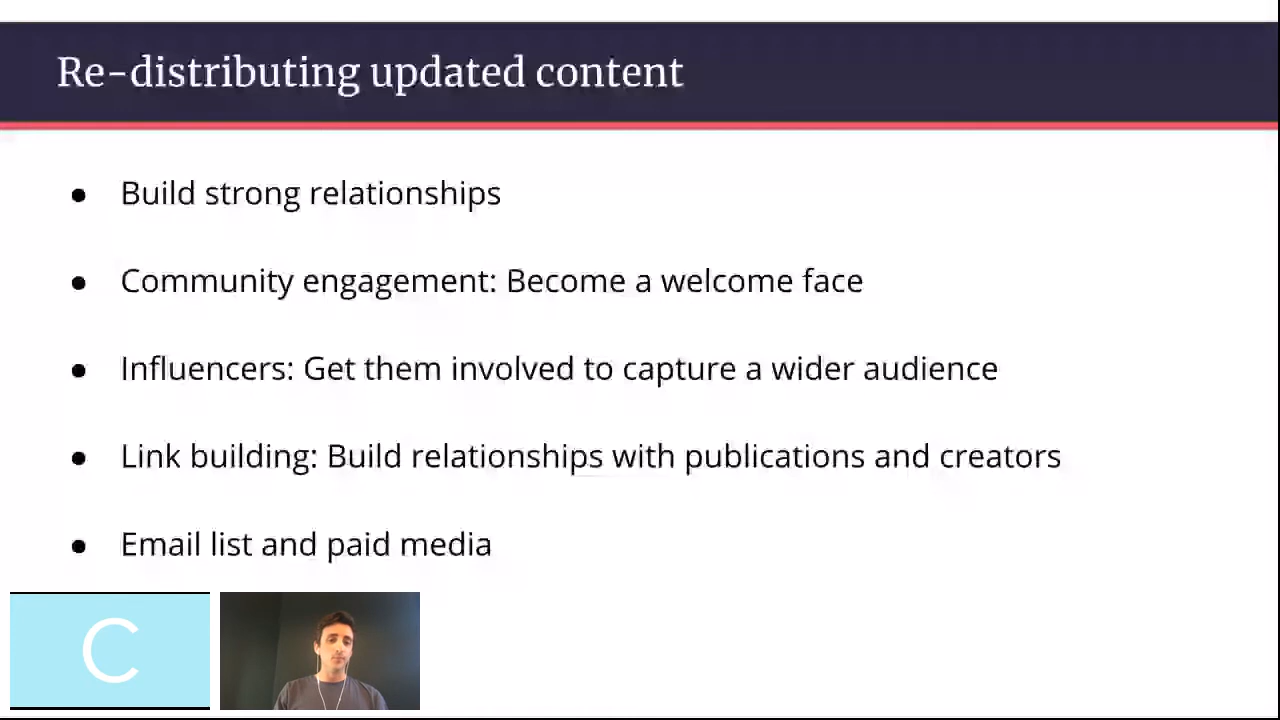 Re-distributing updated content
● Build strong relationships
● Community engagement: Become a welcome face
● Influencers: Get them involved to capture a wider audience
● Link building: Build relationships with publications and creators
● Email list and paid media
C